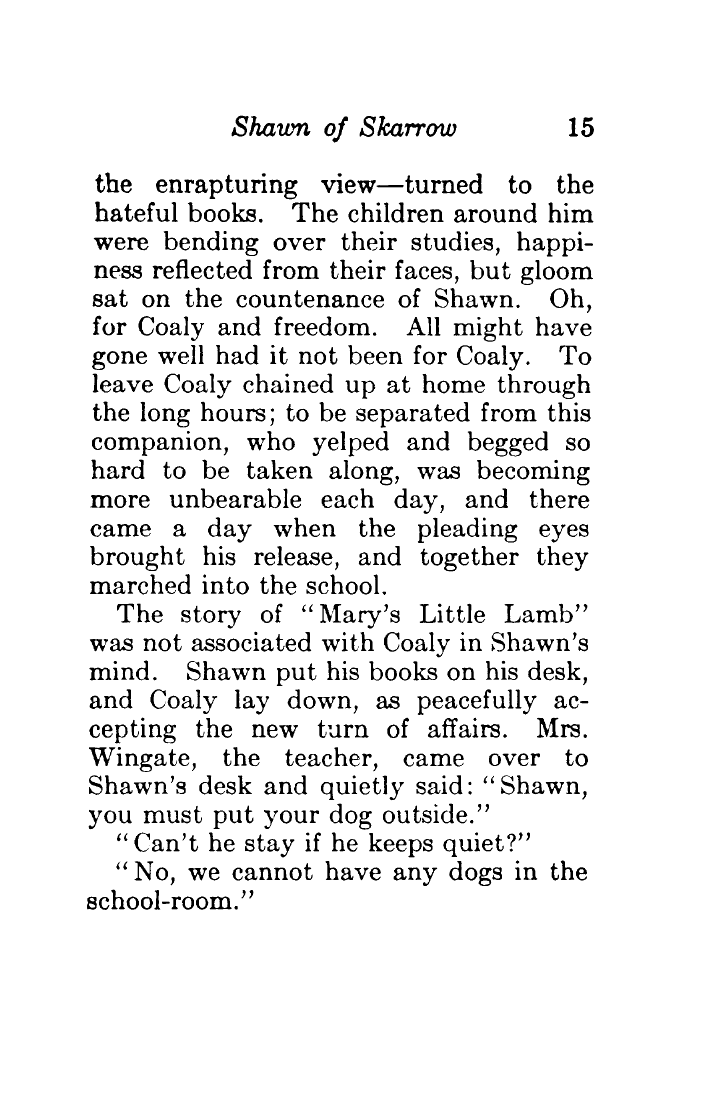 Shawn of Skarrow 15
the enrapturing view—turned to the
hateful books. The children around him
were bending over their studies, happi-
ness reflected from their faces, but gloom
sat on the countenance of Shawn. Oh,
for Coaly and freedom. All might have
gone well had it not been for Coaly. To
leave Coaly chained up at home through
the long hours; to be separated from this
companion, who yelped and begged so
hard to be taken along, was becoming
more unbearable each day, and there
came a day when the pleading eyes
brought his release, and together they
marched into the school.
The story of "Mary's Little Lamb"
was not associated with Coaly in Shawn's
mind. Shawn put his books on his desk,
and Coaly lay down, as peacefully ac-
cepting the new turn of affairs. Mrs.
Wingate, the teacher, came over to
Shawn's desk and quietly said: "Shawn,
you must put your dog outside."
"Can't he stay if he keeps quiet?"
"No, we cannot have any dogs in the
school-room."